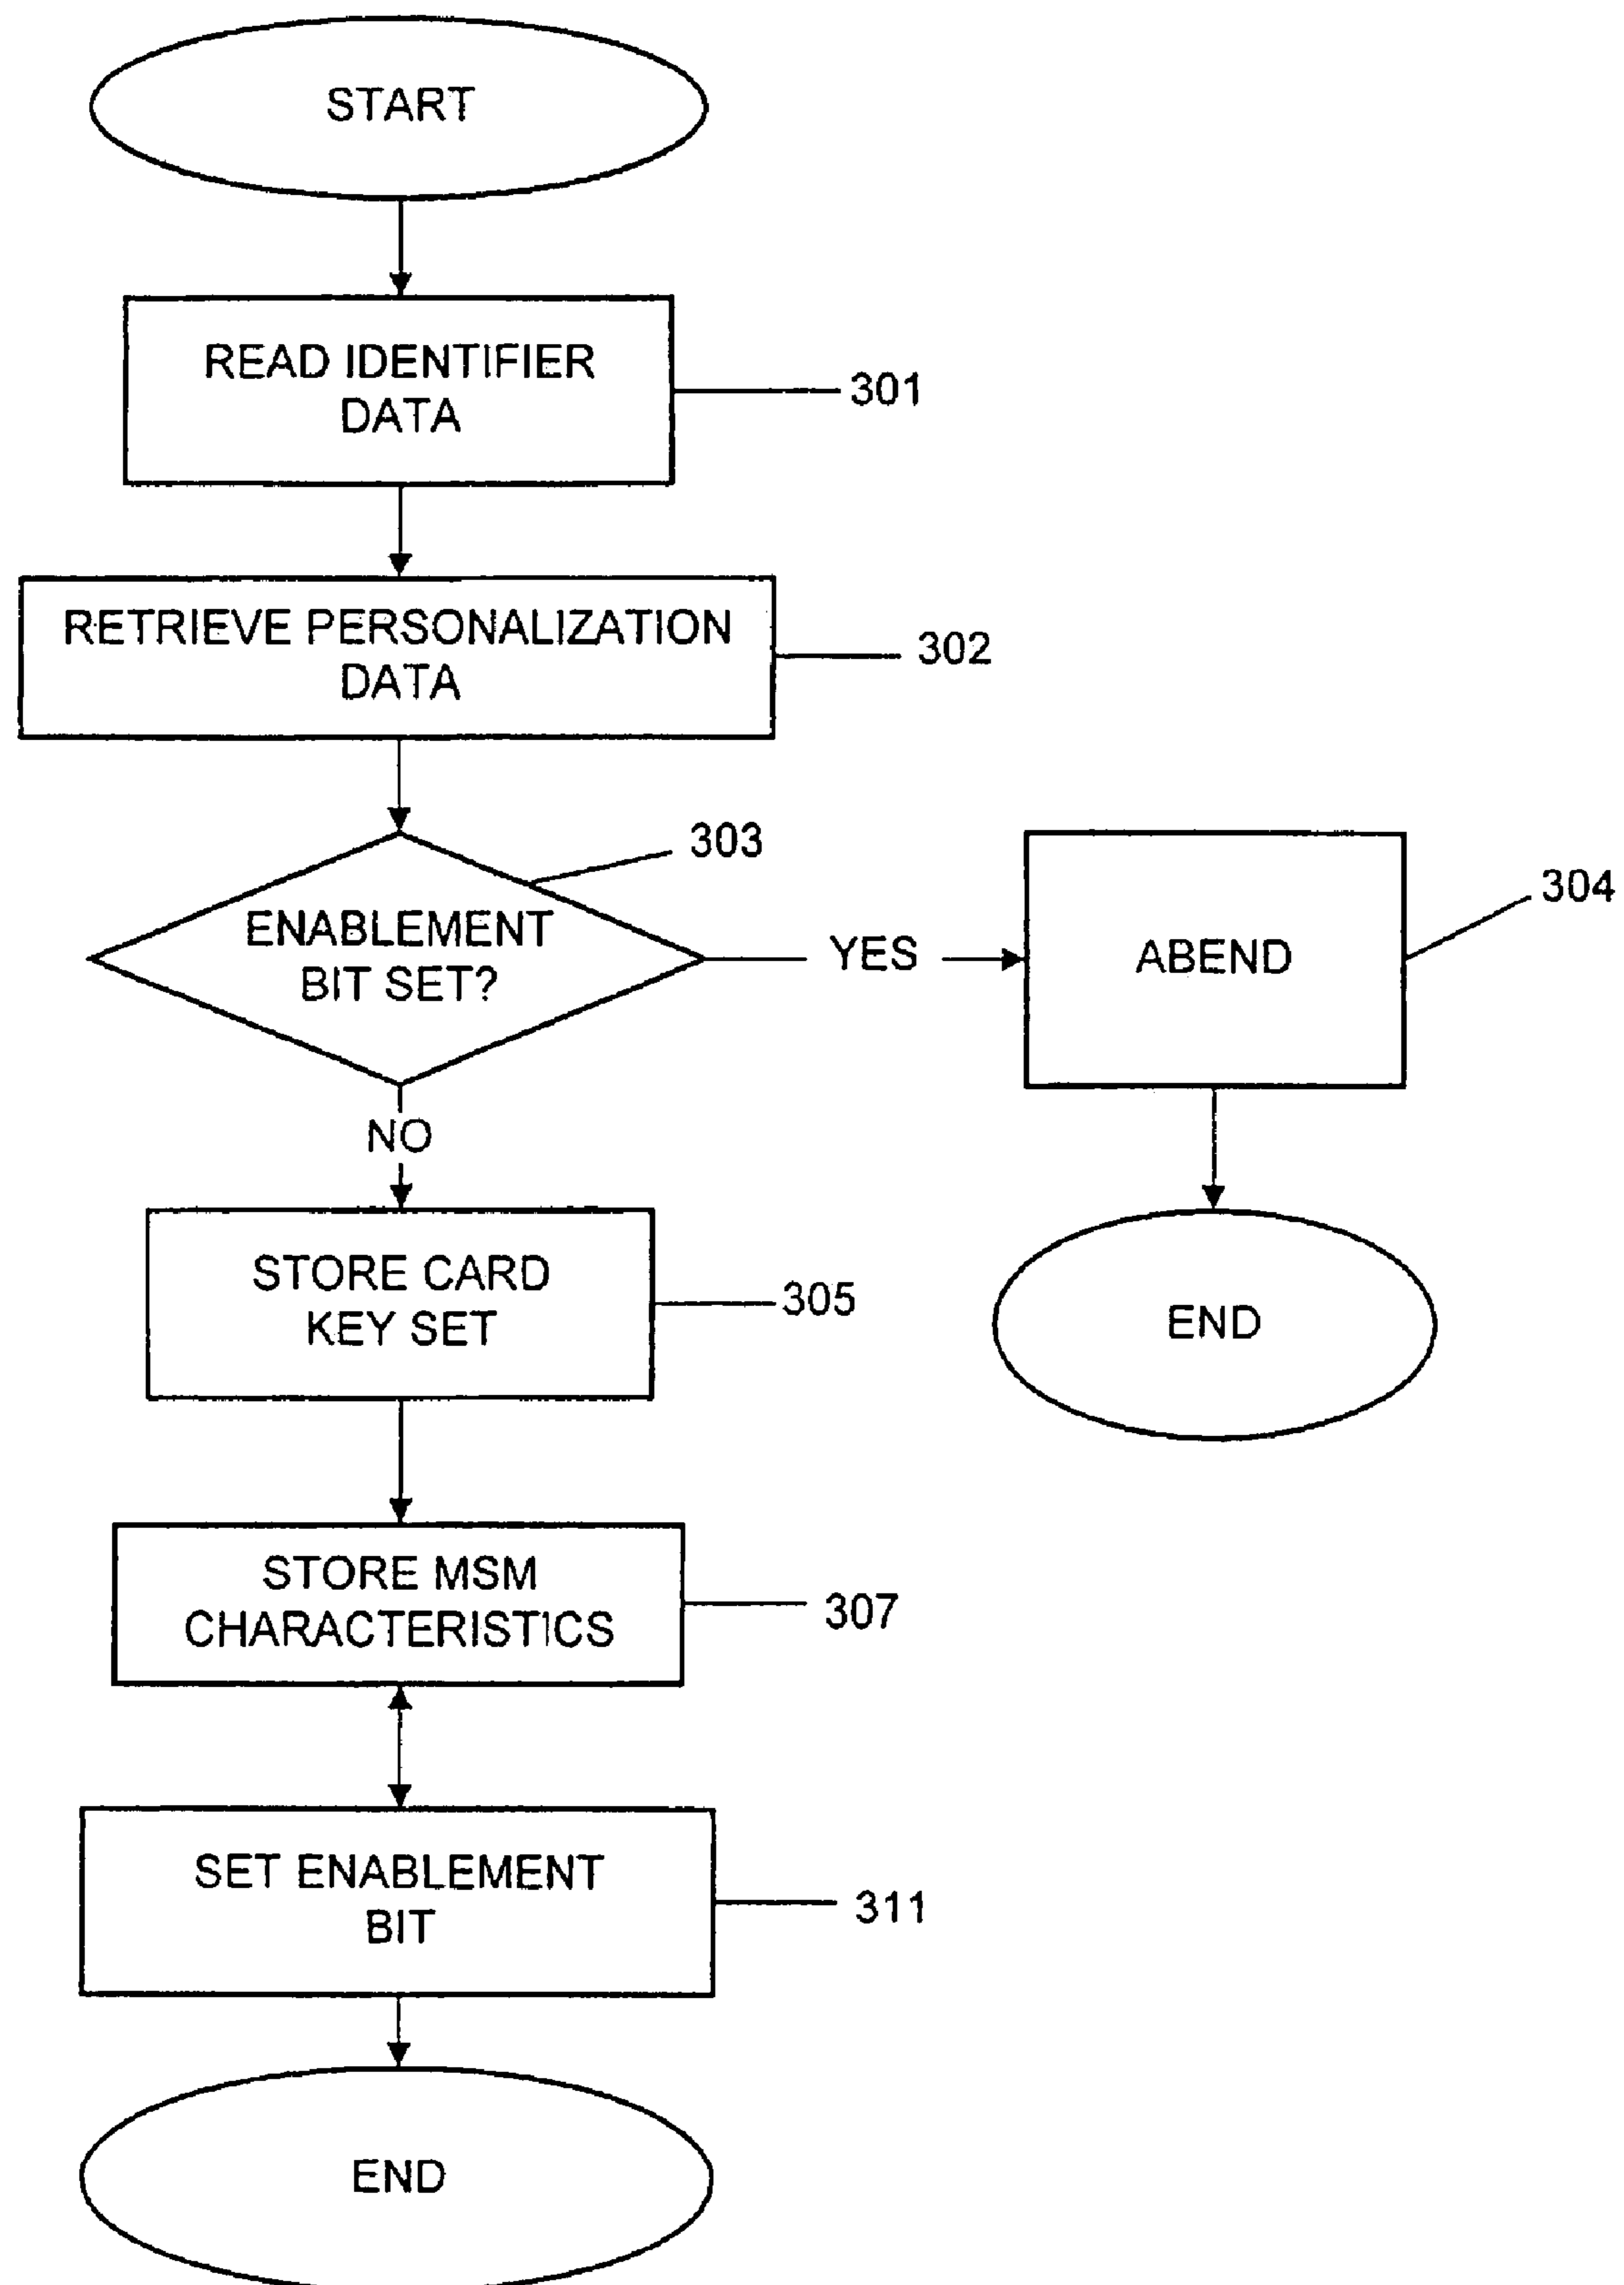 START
READ IDENTIFIER
DATA
301
RETRIEVE PERSONALIZATION
DATA
302
303
ENABLEMENT
BIT SET?
YES
ABEND
304
NO
STORE CARD
KEY SET
305
END
STORE MSM
CHARACTERISTICS
307
SET ENABLEMENT
BIT
311
END